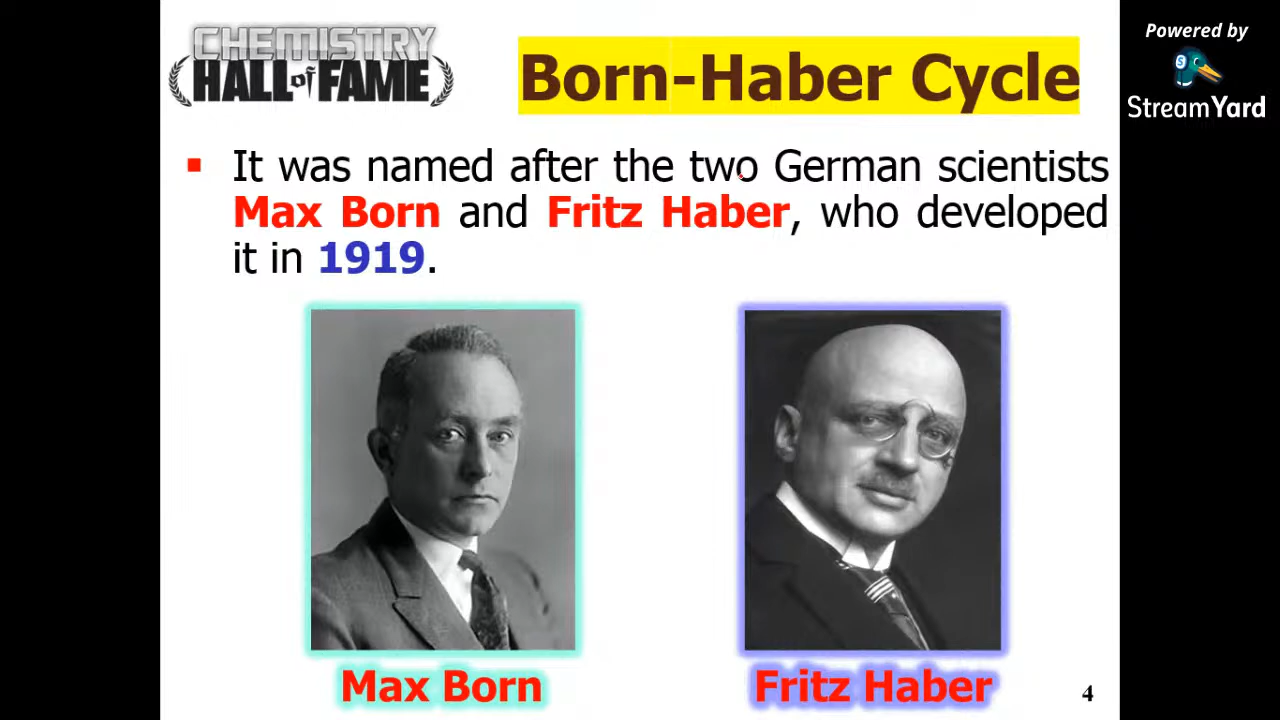 CHEMISTRY
HALL of FAME
Born-Haber Cycle
Powered by
S
StreamYard
▪ It was named after the two German scientists
Max Born and Fritz Haber, who developed
it in 1919.
Max Born
Fritz Haber
4